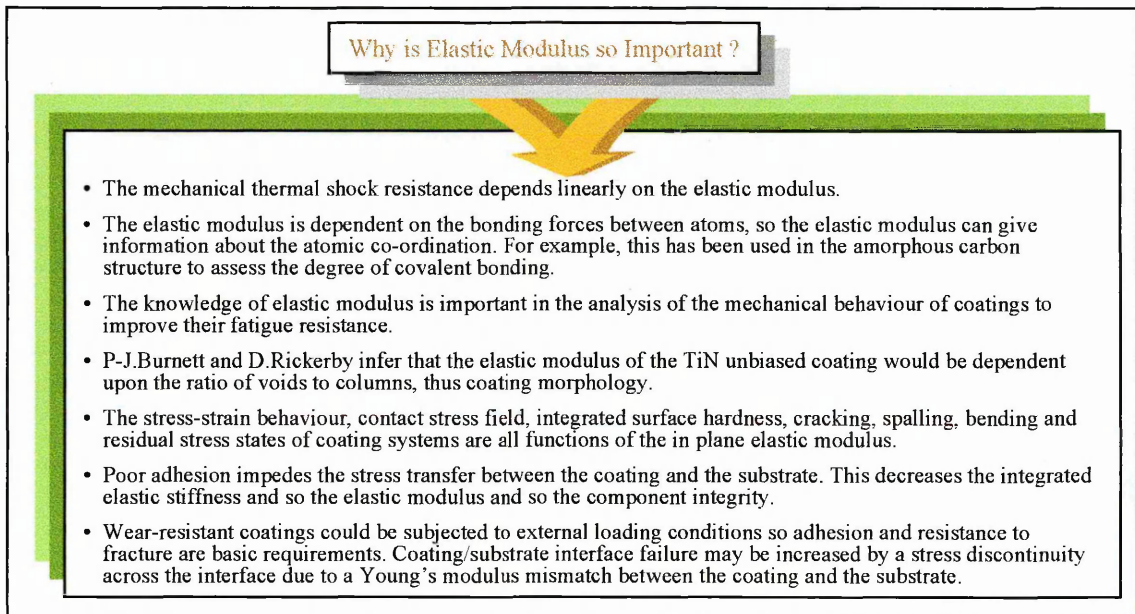 Why is Elastic Modulus so Important ?
• The mechanical thermal shock resistance depends linearly on the elastic modulus.
• The elastic modulus is dependent on the bonding forces between atoms, so the elastic modulus can give
information about the atomic co-ordination. For example, this has been used in the amorphous carbon
structure to assess the degree of covalent bonding.
• The knowledge of elastic modulus is important in the analysis of the mechanical behaviour of coatings to
improve their fatigue resistance.
• P-J.Burnett and D.Rickerby infer that the elastic modulus of the TiN unbiased coating would be dependent
upon the ratio of voids to columns, thus coating morphology.
• The stress-strain behaviour, contact stress field, integrated surface hardness, cracking, spalling, bending and
residual stress states of coating systems are all functions of the in plane elastic modulus.
• Poor adhesion impedes the stress transfer between the coating and the substrate. This decreases the integrated
elastic stiffness and so the elastic modulus and so the component integrity.
• Wear-resistant coatings could be subjected to external loading conditions so adhesion and resistance to
fracture are basic requirements. Coating/substrate interface failure may be increased by a stress discontinuity
across the interface due to a Young's modulus mismatch between the coating and the substrate.